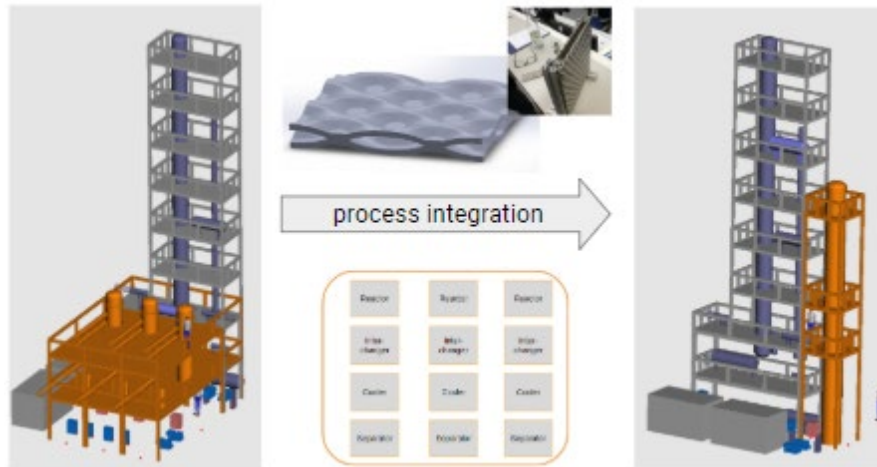 process integration
Reactor Reactor Reactor
Inter- Inter- Inter-
changer changer changer
Cooler Cooler Cooler
Separator Separator Separator